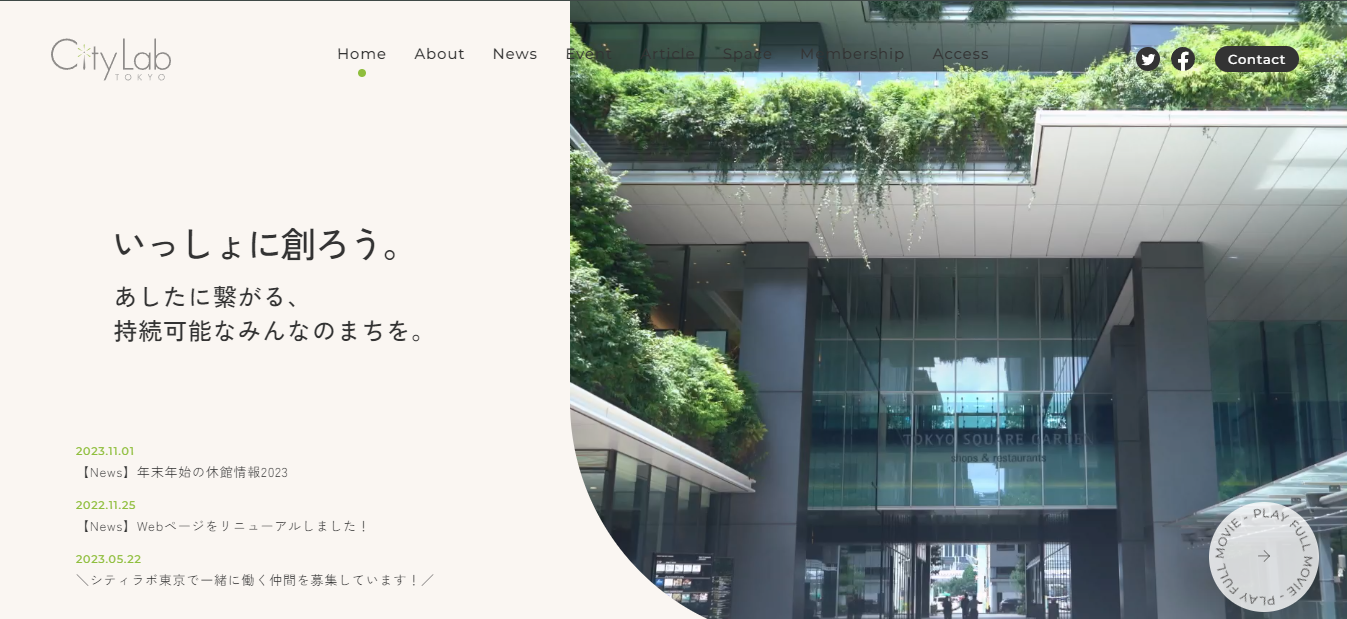 City Lab
TOKYO
Home About News Event Article Space Membership Access
Contact
いっしょに創ろう。
あしたに繋がる、
持続可能なみんなのまちを。
TOKYO SQUARE GARDEN
shops & restaurants
2023.11.01
【News】年末年始の休館情報2023
2022.11.25
【News】Webページをリニューアルしました！
2023.05.22
＼シティラボ東京で一緒に働く仲間を募集しています！／
PLAY FULL MOVIE - PLAY FULL MOVIE -